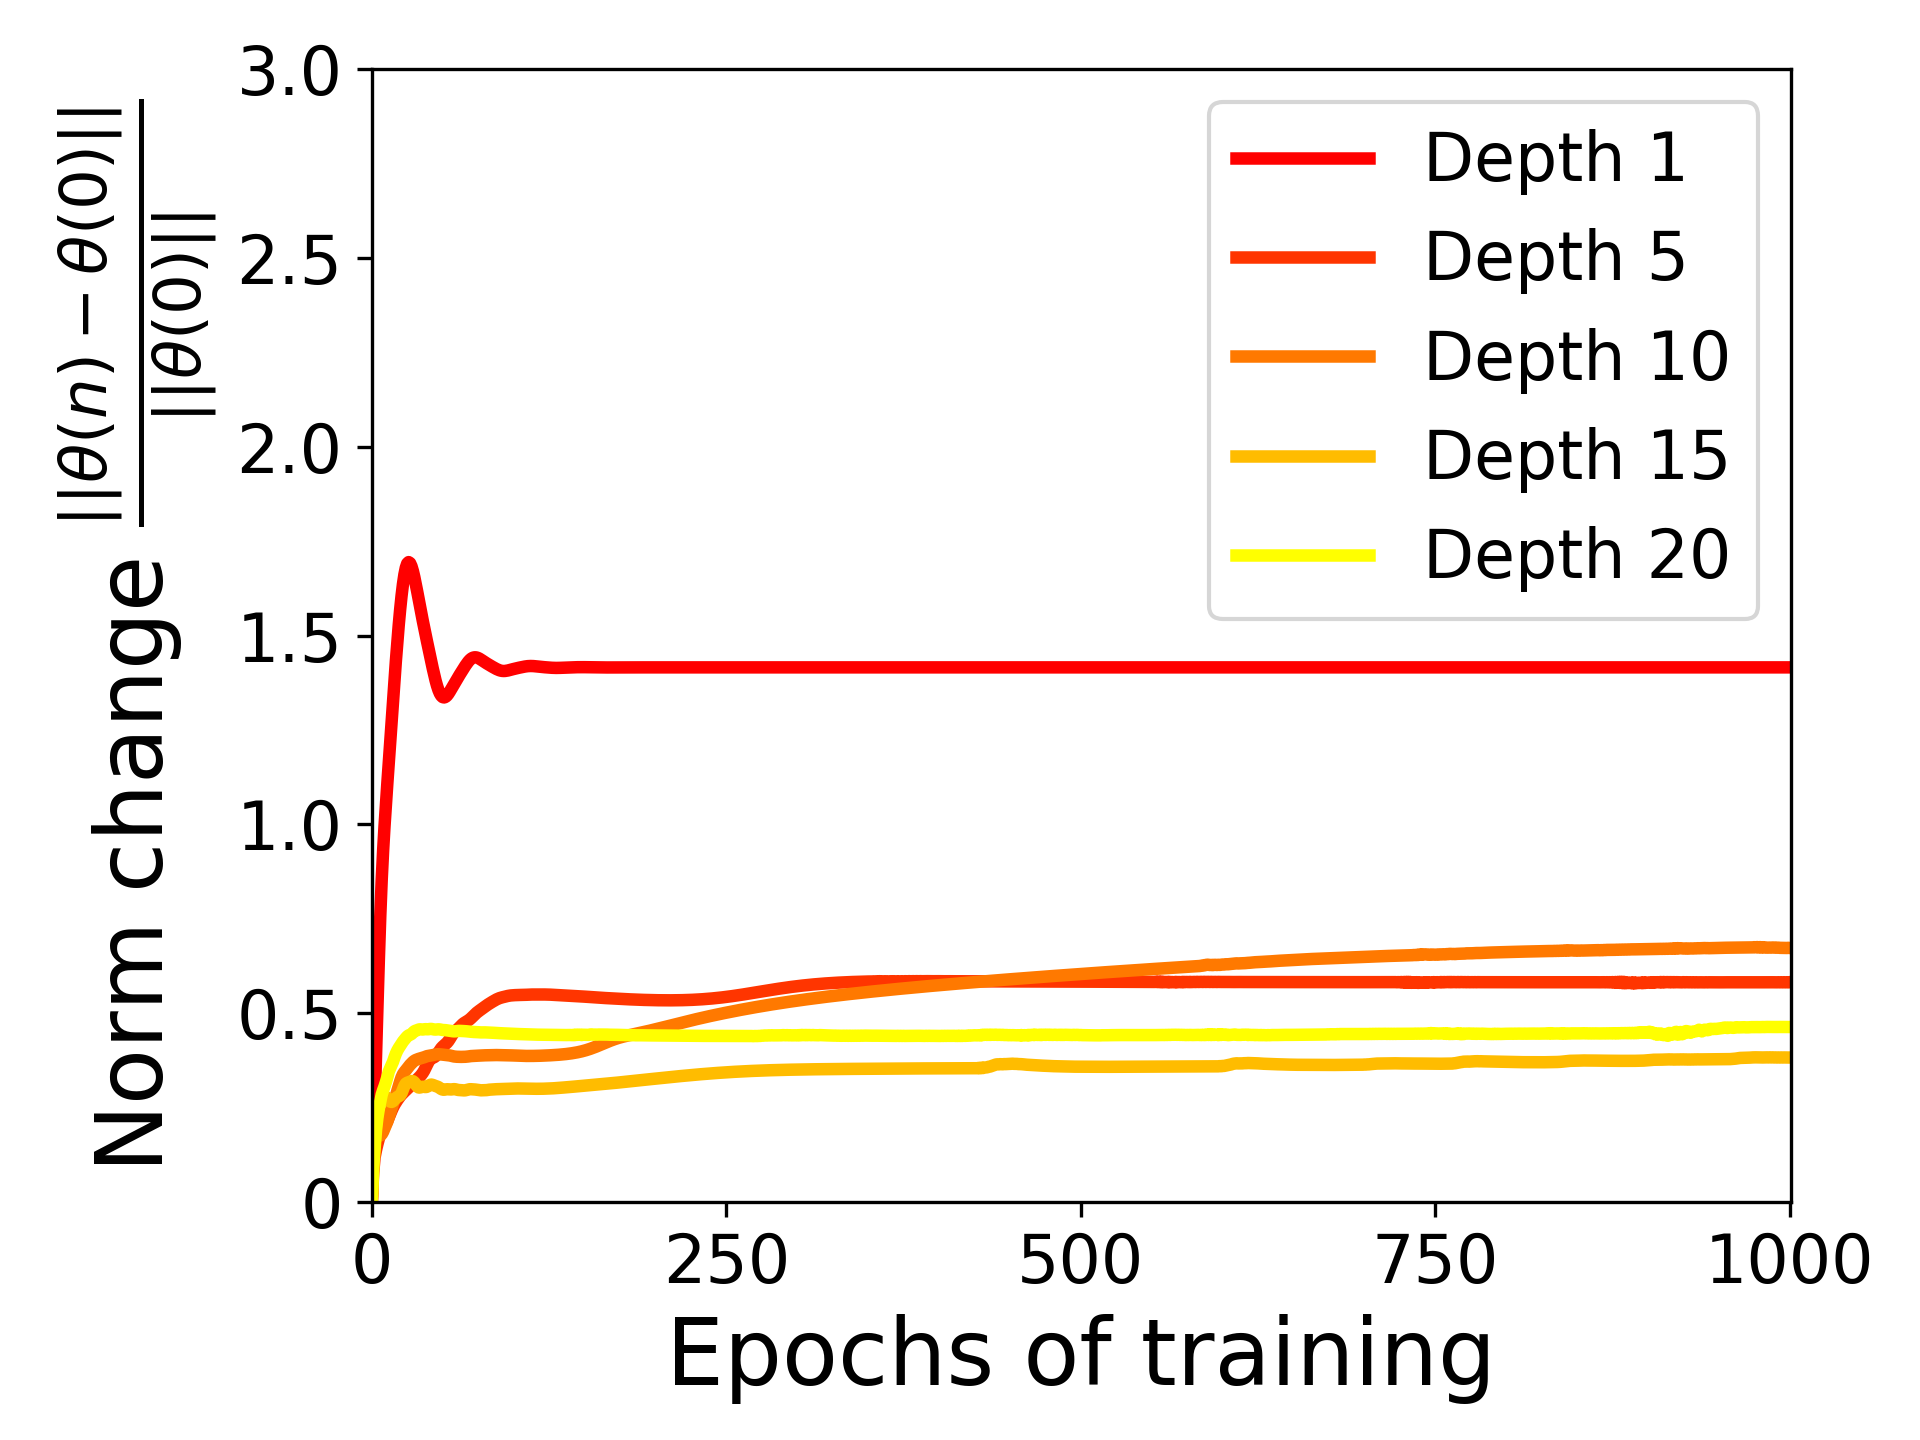 Norm change ||θ(n) − θ(0)|| / ||θ(0)||
3.0
2.5
2.0
1.5
1.0
0.5
0
0 250 500 750 1000
Epochs of training
Depth 1
Depth 5
Depth 10
Depth 15
Depth 20